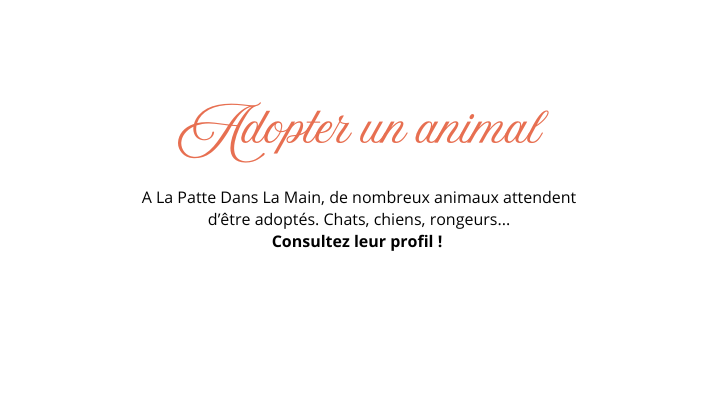 Adopter un animal
A La Patte Dans La Main, de nombreux animaux attendent
d’être adoptés. Chats, chiens, rongeurs...
Consultez leur profil !